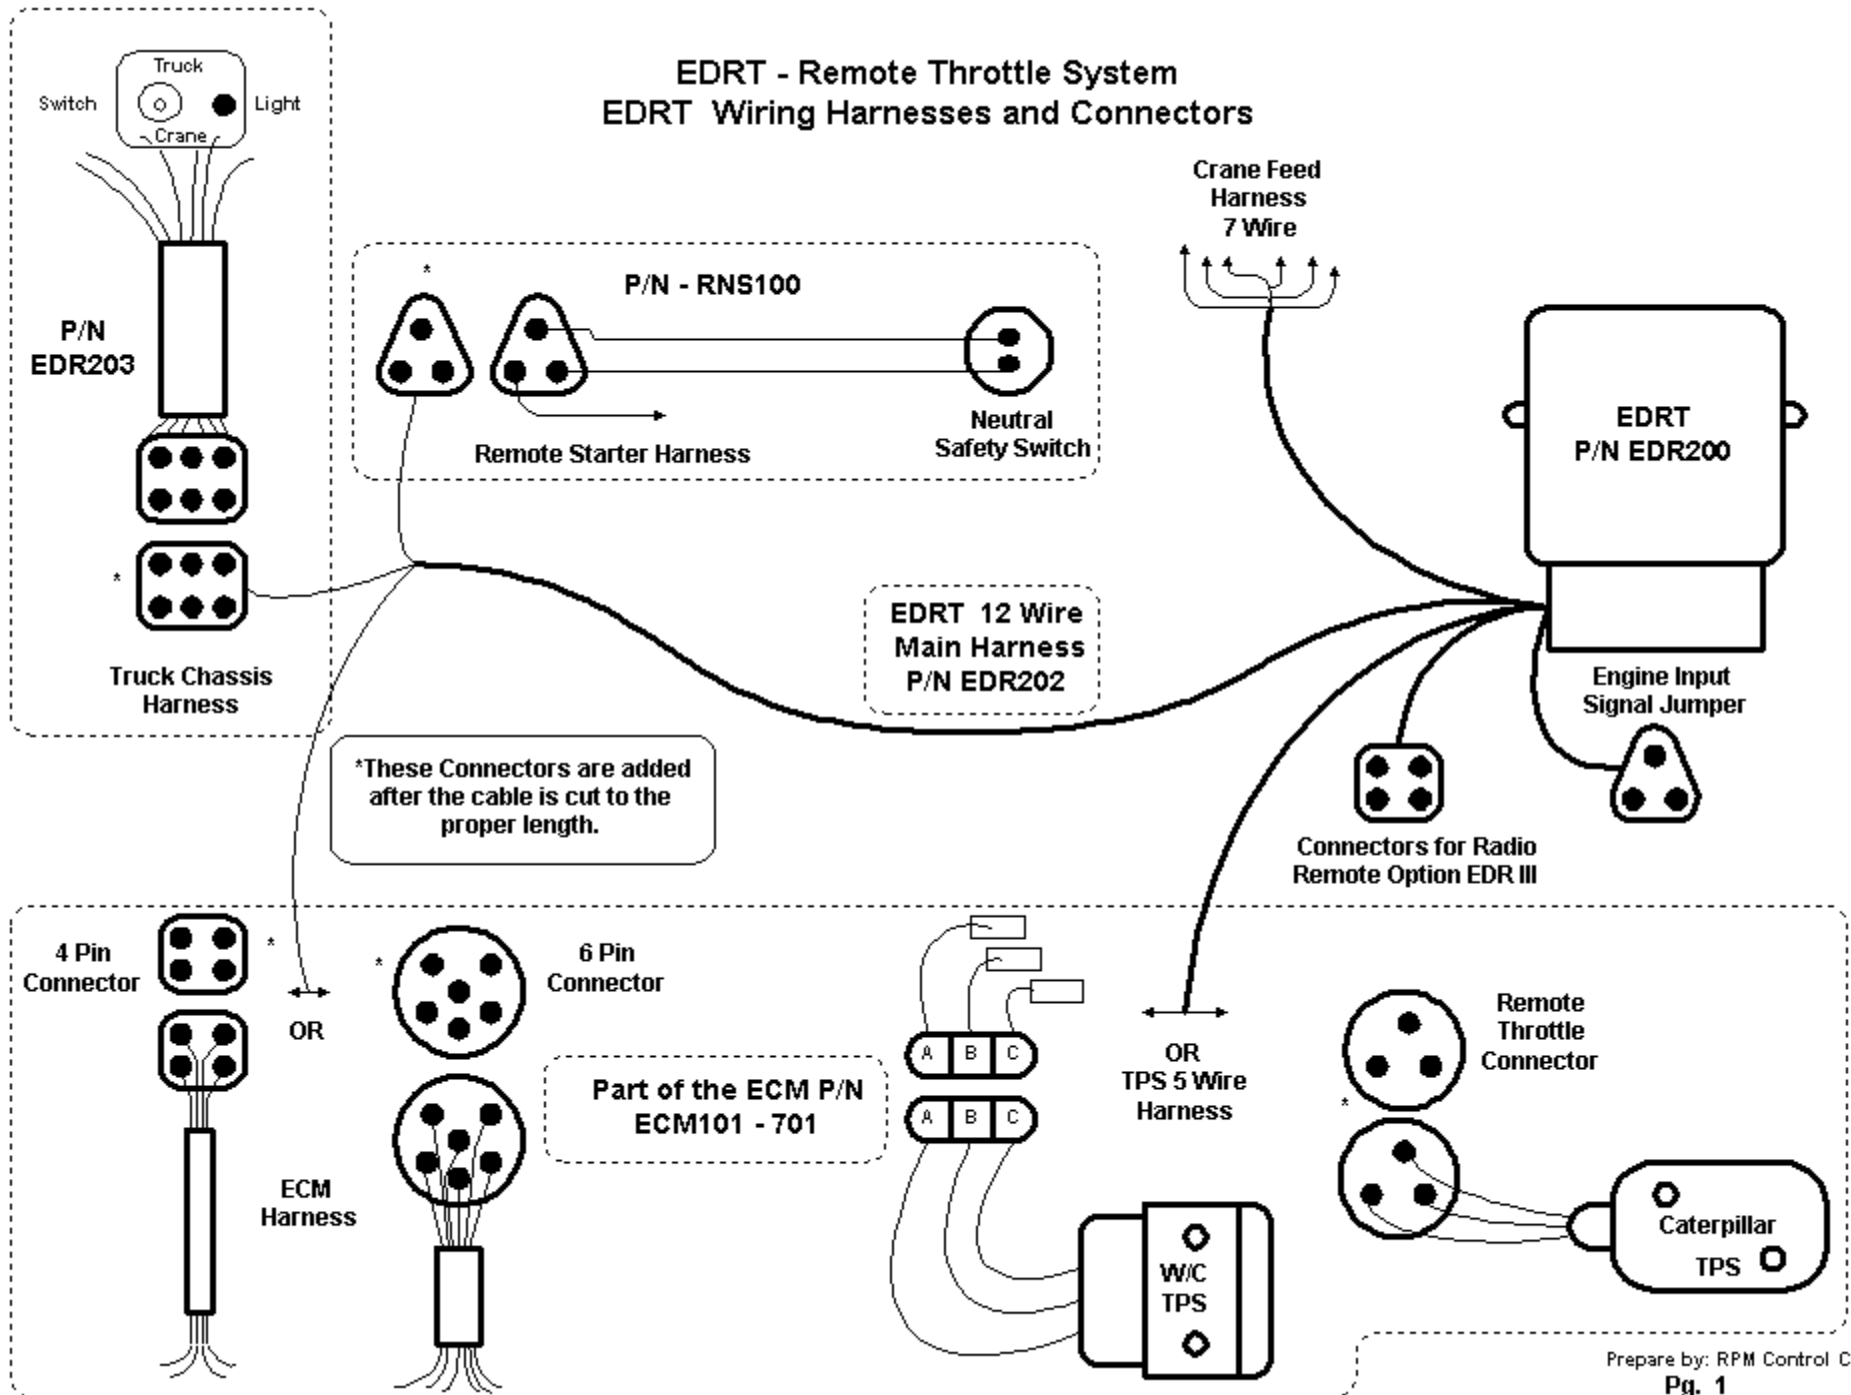 EDRT - Remote Throttle System
EDRT Wiring Harnesses and Connectors
Truck
Switch
Light
Crane
P/N
EDR203
*
Truck Chassis
Harness
*
P/N - RNS100
Remote Starter Harness
Neutral
Safety Switch
Crane Feed
Harness
7 Wire
EDRT
P/N EDR200
EDRT 12 Wire
Main Harness
P/N EDR202
Engine Input
Signal Jumper
Connectors for Radio
Remote Option EDR III
*These Connectors are added
after the cable is cut to the
proper length.
4 Pin
Connector
*
OR
*
6 Pin
Connector
ECM
Harness
Part of the ECM P/N
ECM101 - 701
A B C
A B C
W/C
TPS
OR
TPS 5 Wire
Harness
Remote
Throttle
Connector
*
Caterpillar
TPS
Prepare by: RPM Control C
Pg. 1